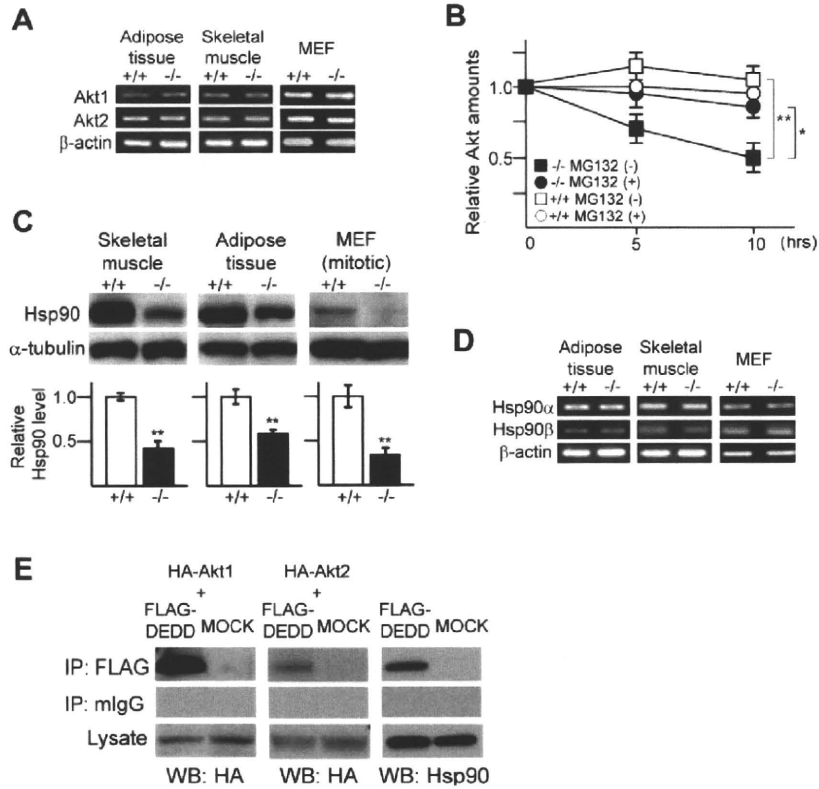 A
Adipose tissue
Skeletal muscle
MEF
+/+ -/- +/+ -/- +/+ -/-
Akt1
Akt2
β-actin
B
Relative Akt amounts
1.0
0.5
** *
-/- MG132 (-)
-/- MG132 (+)
+/+ MG132 (-)
+/+ MG132 (+)
0 5 10 (hrs)
C
Skeletal muscle
Adipose tissue
MEF (mitotic)
+/+ -/- +/+ -/- +/+ -/-
Hsp90
α-tubulin
Relative Hsp90 level
1.0
0.5
** ** **
+/+ -/- +/+ -/- +/+ -/-
D
Adipose tissue
Skeletal muscle
MEF
+/+ -/- +/+ -/- +/+ -/-
Hsp90α
Hsp90β
β-actin
E
HA-Akt1 +
HA-Akt2 +
FLAG-DEDD MOCK
FLAG-DEDD MOCK
FLAG-DEDD MOCK
IP: FLAG
IP: mIgG
Lysate
WB: HA WB: HA WB: Hsp90